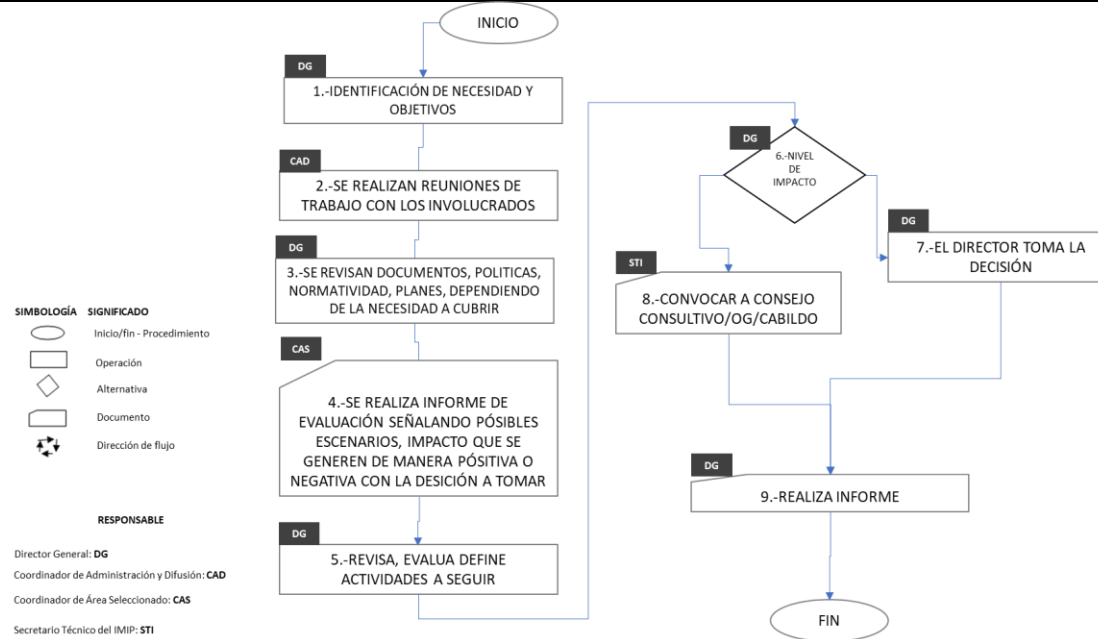 INICIO
DG
1.-IDENTIFICACIÓN DE NECESIDAD Y
OBJETIVOS
CAD
2.-SE REALIZAN REUNIONES DE
TRABAJO CON LOS INVOLUCRADOS
DG
3.-SE REVISAN DOCUMENTOS, POLITICAS,
NORMATIVIDAD, PLANES, DEPENDIENDO
DE LA NECESIDAD A CUBRIR
CAS
4.-SE REALIZA INFORME DE
EVALUACIÓN SEÑALANDO PÓSIBLES
ESCENARIOS, IMPACTO QUE SE
GENEREN DE MANERA PÓSITIVA O
NEGATIVA CON LA DESICIÓN A TOMAR
DG
5.-REVISA, EVALUA DEFINE
ACTIVIDADES A SEGUIR
DG
6.-NIVEL
DE
IMPACTO
DG
7.-EL DIRECTOR TOMA LA
DECISIÓN
STI
8.-CONVOCAR A CONSEJO
CONSULTIVO/OG/CABILDO
DG
9.-REALIZA INFORME
FIN
SIMBOLOGÍA SIGNIFICADO
Inicio/fin - Procedimiento
Operación
Alternativa
Documento
Dirección de flujo
RESPONSABLE
Director General: DG
Coordinador de Administración y Difusión: CAD
Coordinador de Área Seleccionado: CAS
Secretario Técnico del IMIP: STI